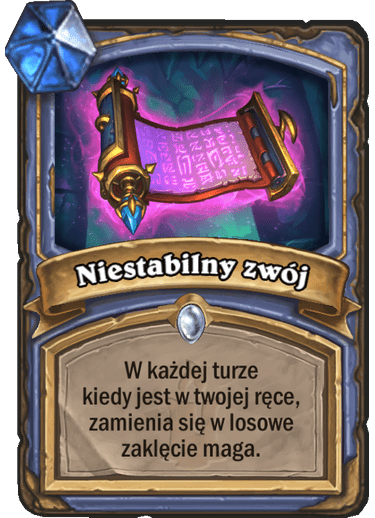 Niestabilny zwój
W każdej turze
kiedy jest w twojej ręce,
zamienia się w losowe
zaklęcie maga.